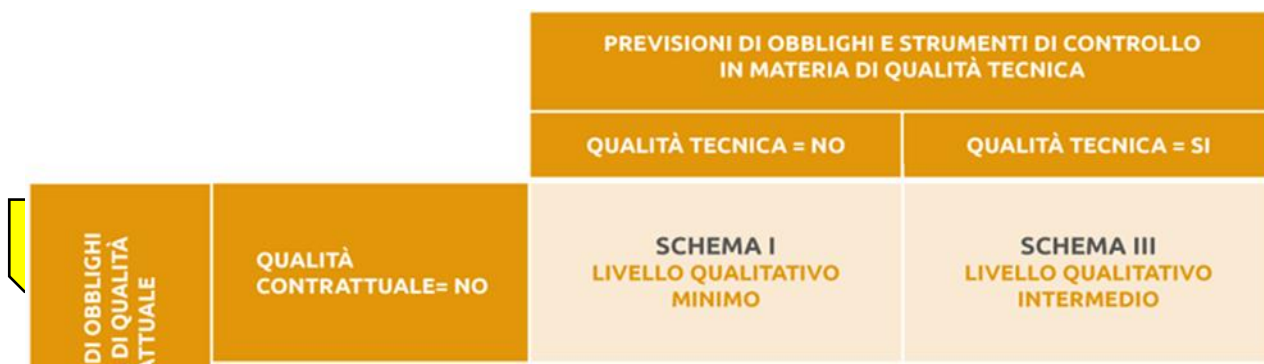 PREVISIONI DI OBBLIGHI E STRUMENTI DI CONTROLLO
IN MATERIA DI QUALITÀ TECNICA
QUALITÀ TECNICA = NO
QUALITÀ TECNICA = SI
DI OBBLIGHI
DI QUALITÀ
QUALITÀ
CONTRATTUALE= NO
SCHEMA I
LIVELLO QUALITATIVO
MINIMO
SCHEMA III
LIVELLO QUALITATIVO
INTERMEDIO